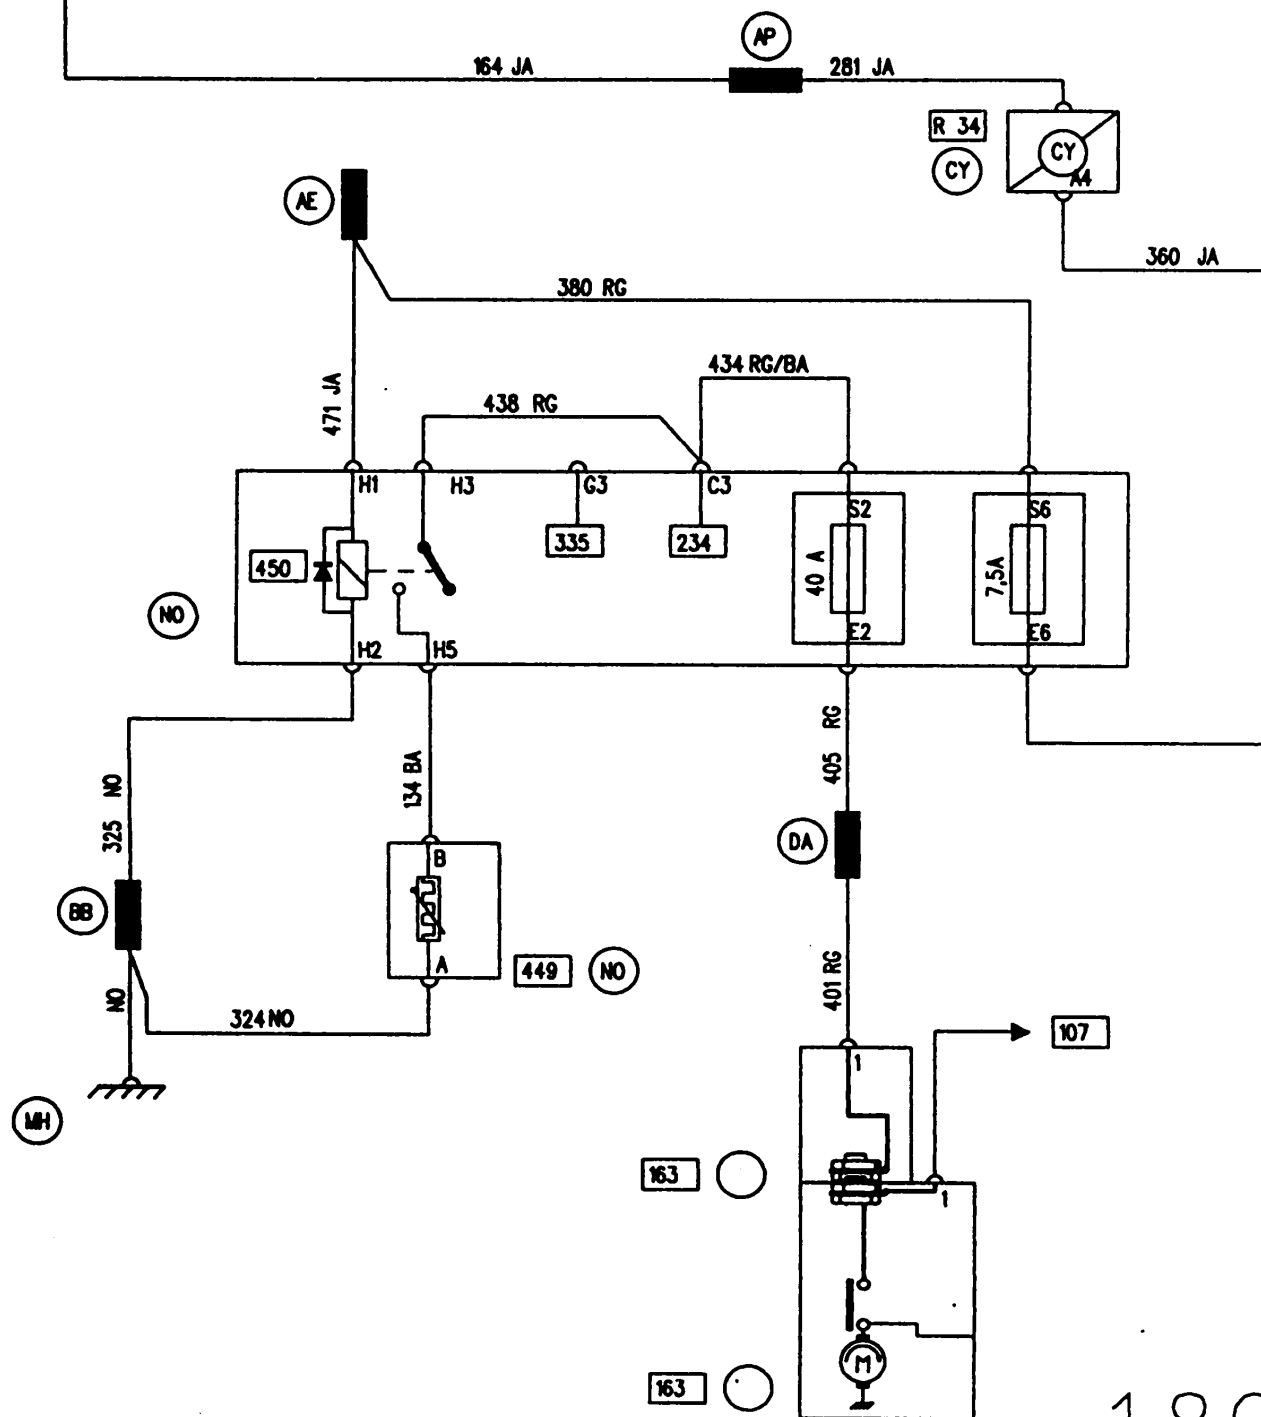 AP
164 JA
281 JA
R 34
CY
CY
A4
AE
360 JA
380 RG
434 RG/BA
471 JA
438 RG
H1
H3
G3
C3
S2
S6
335
234
450
40 A
7,5A
NO
H2
H5
E2
E6
405 RG
134 BA
325 NO
DA
B
BB
A
449
NO
401 RG
NO
324 NO
107
1
MH
163
1
M
163